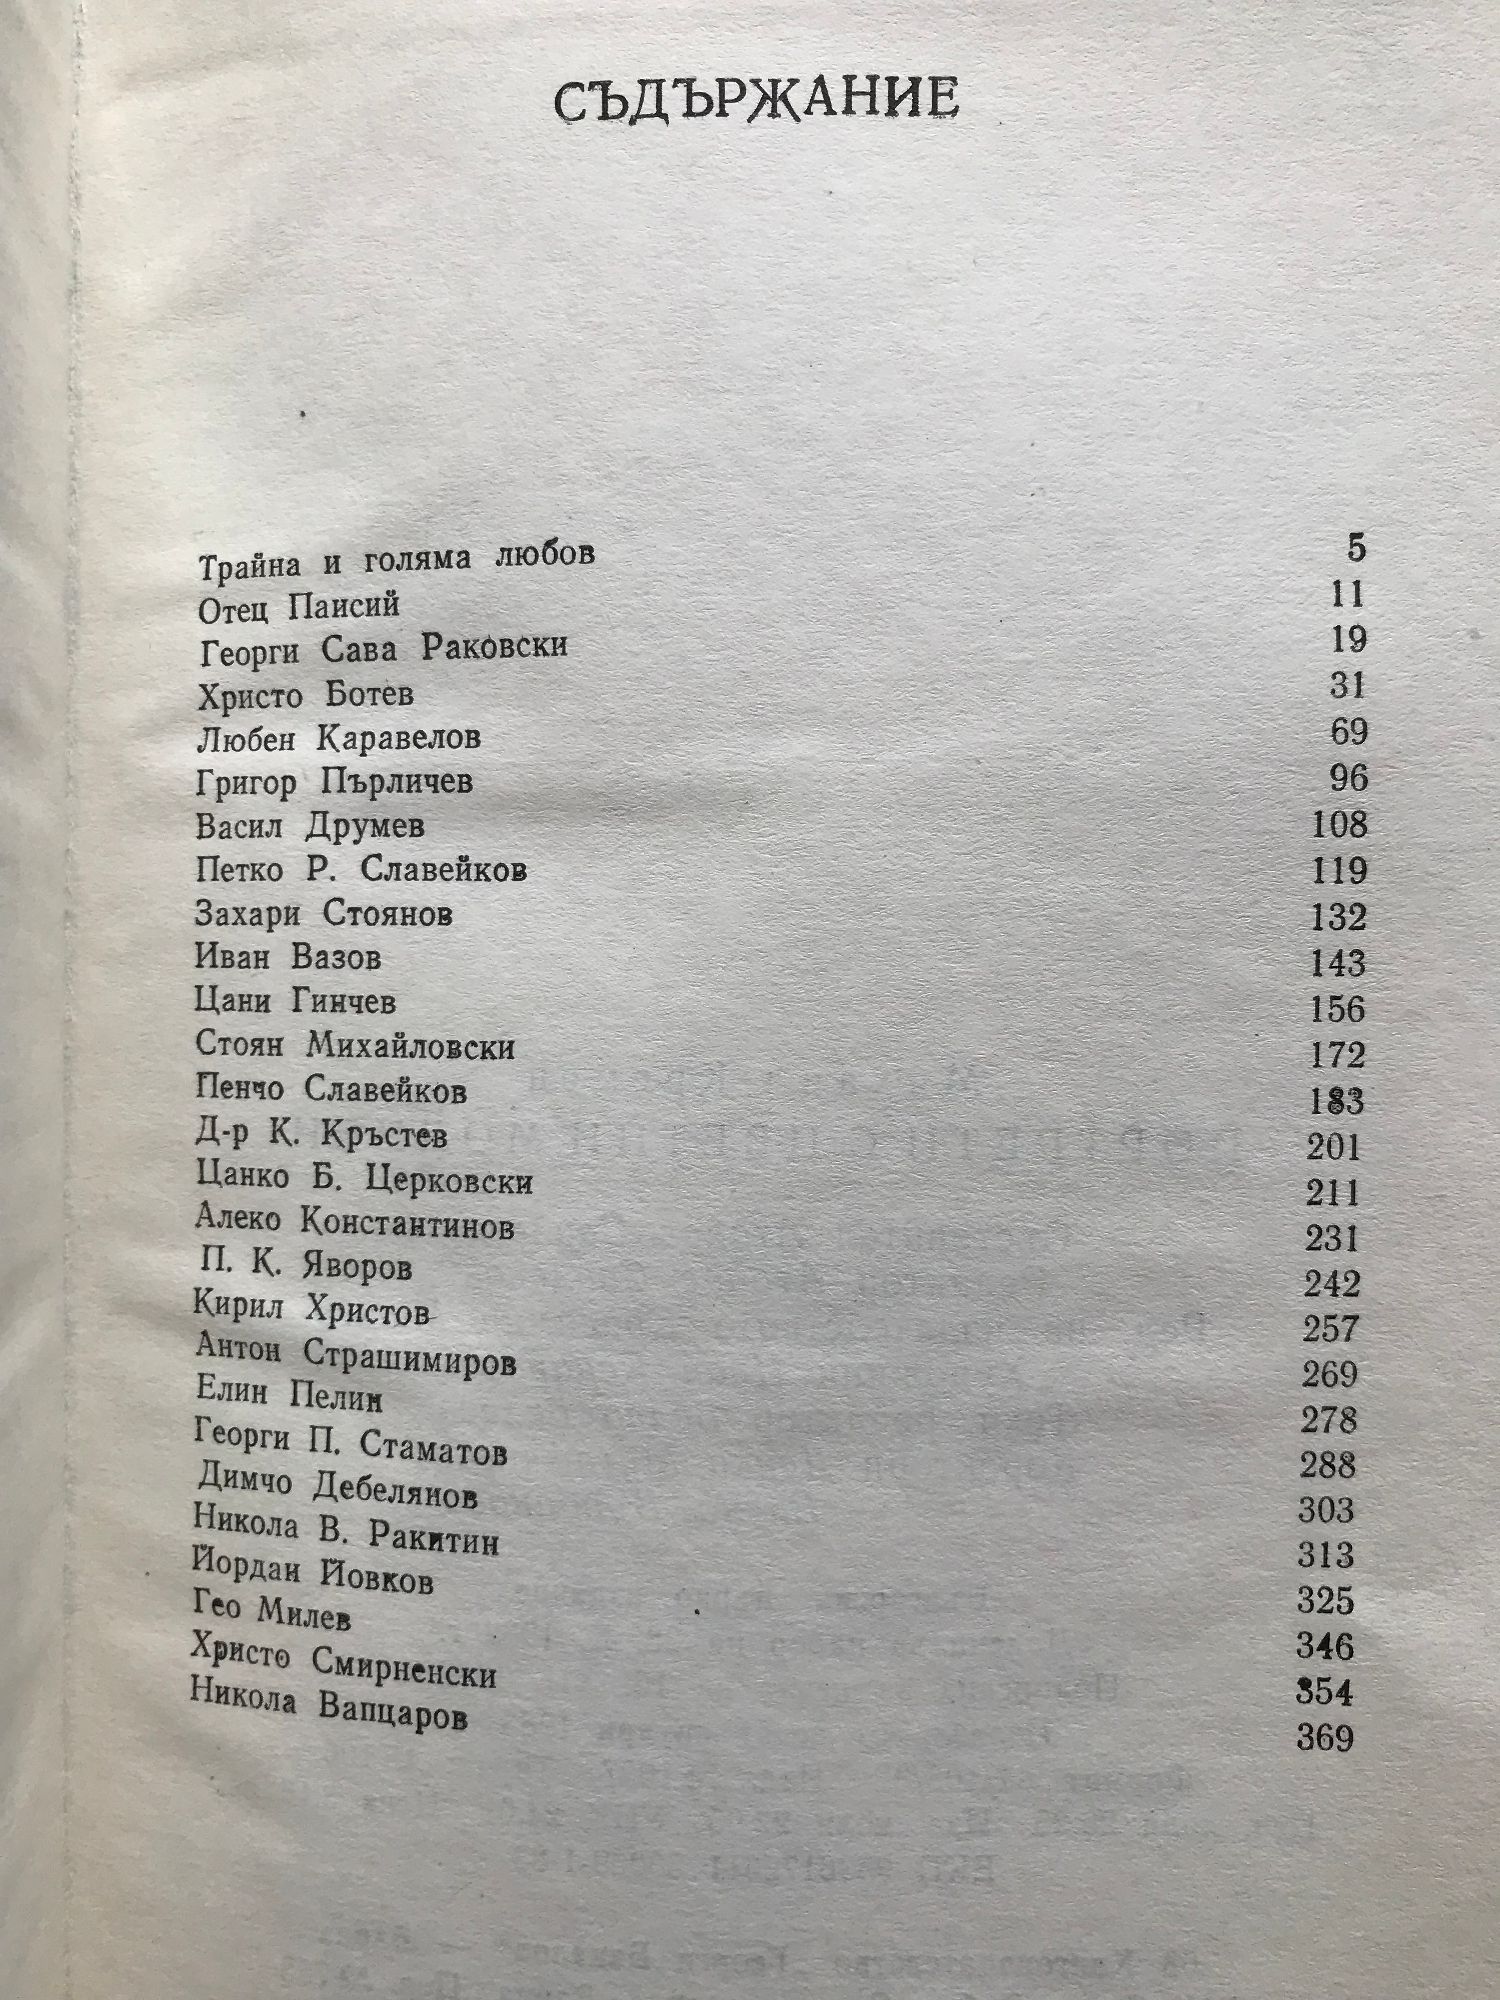 СЪДЪРЖАНИЕ
Трайна и голяма любов 5
Отец Паисий 11
Георги Сава Раковски 19
Христо Ботев 31
Любен Каравелов 69
Григор Пърличев 96
Васил Друмев 108
Петко Р. Славейков 119
Захари Стоянов 132
Иван Вазов 143
Цани Гинчев 156
Стоян Михайловски 172
Пенчо Славейков 183
Д-р К. Кръстев 201
Цанко Б. Церковски 211
Алеко Константинов 231
П. К. Яворов 242
Кирил Христов 257
Антон Страшимиров 269
Елин Пелин 278
Георги П. Стаматов 288
Димчо Дебелянов 303
Никола В. Ракитин 313
Йордан Йовков 325
Гео Милев 346
Христо Смирненски 354
Никола Вапцаров 369